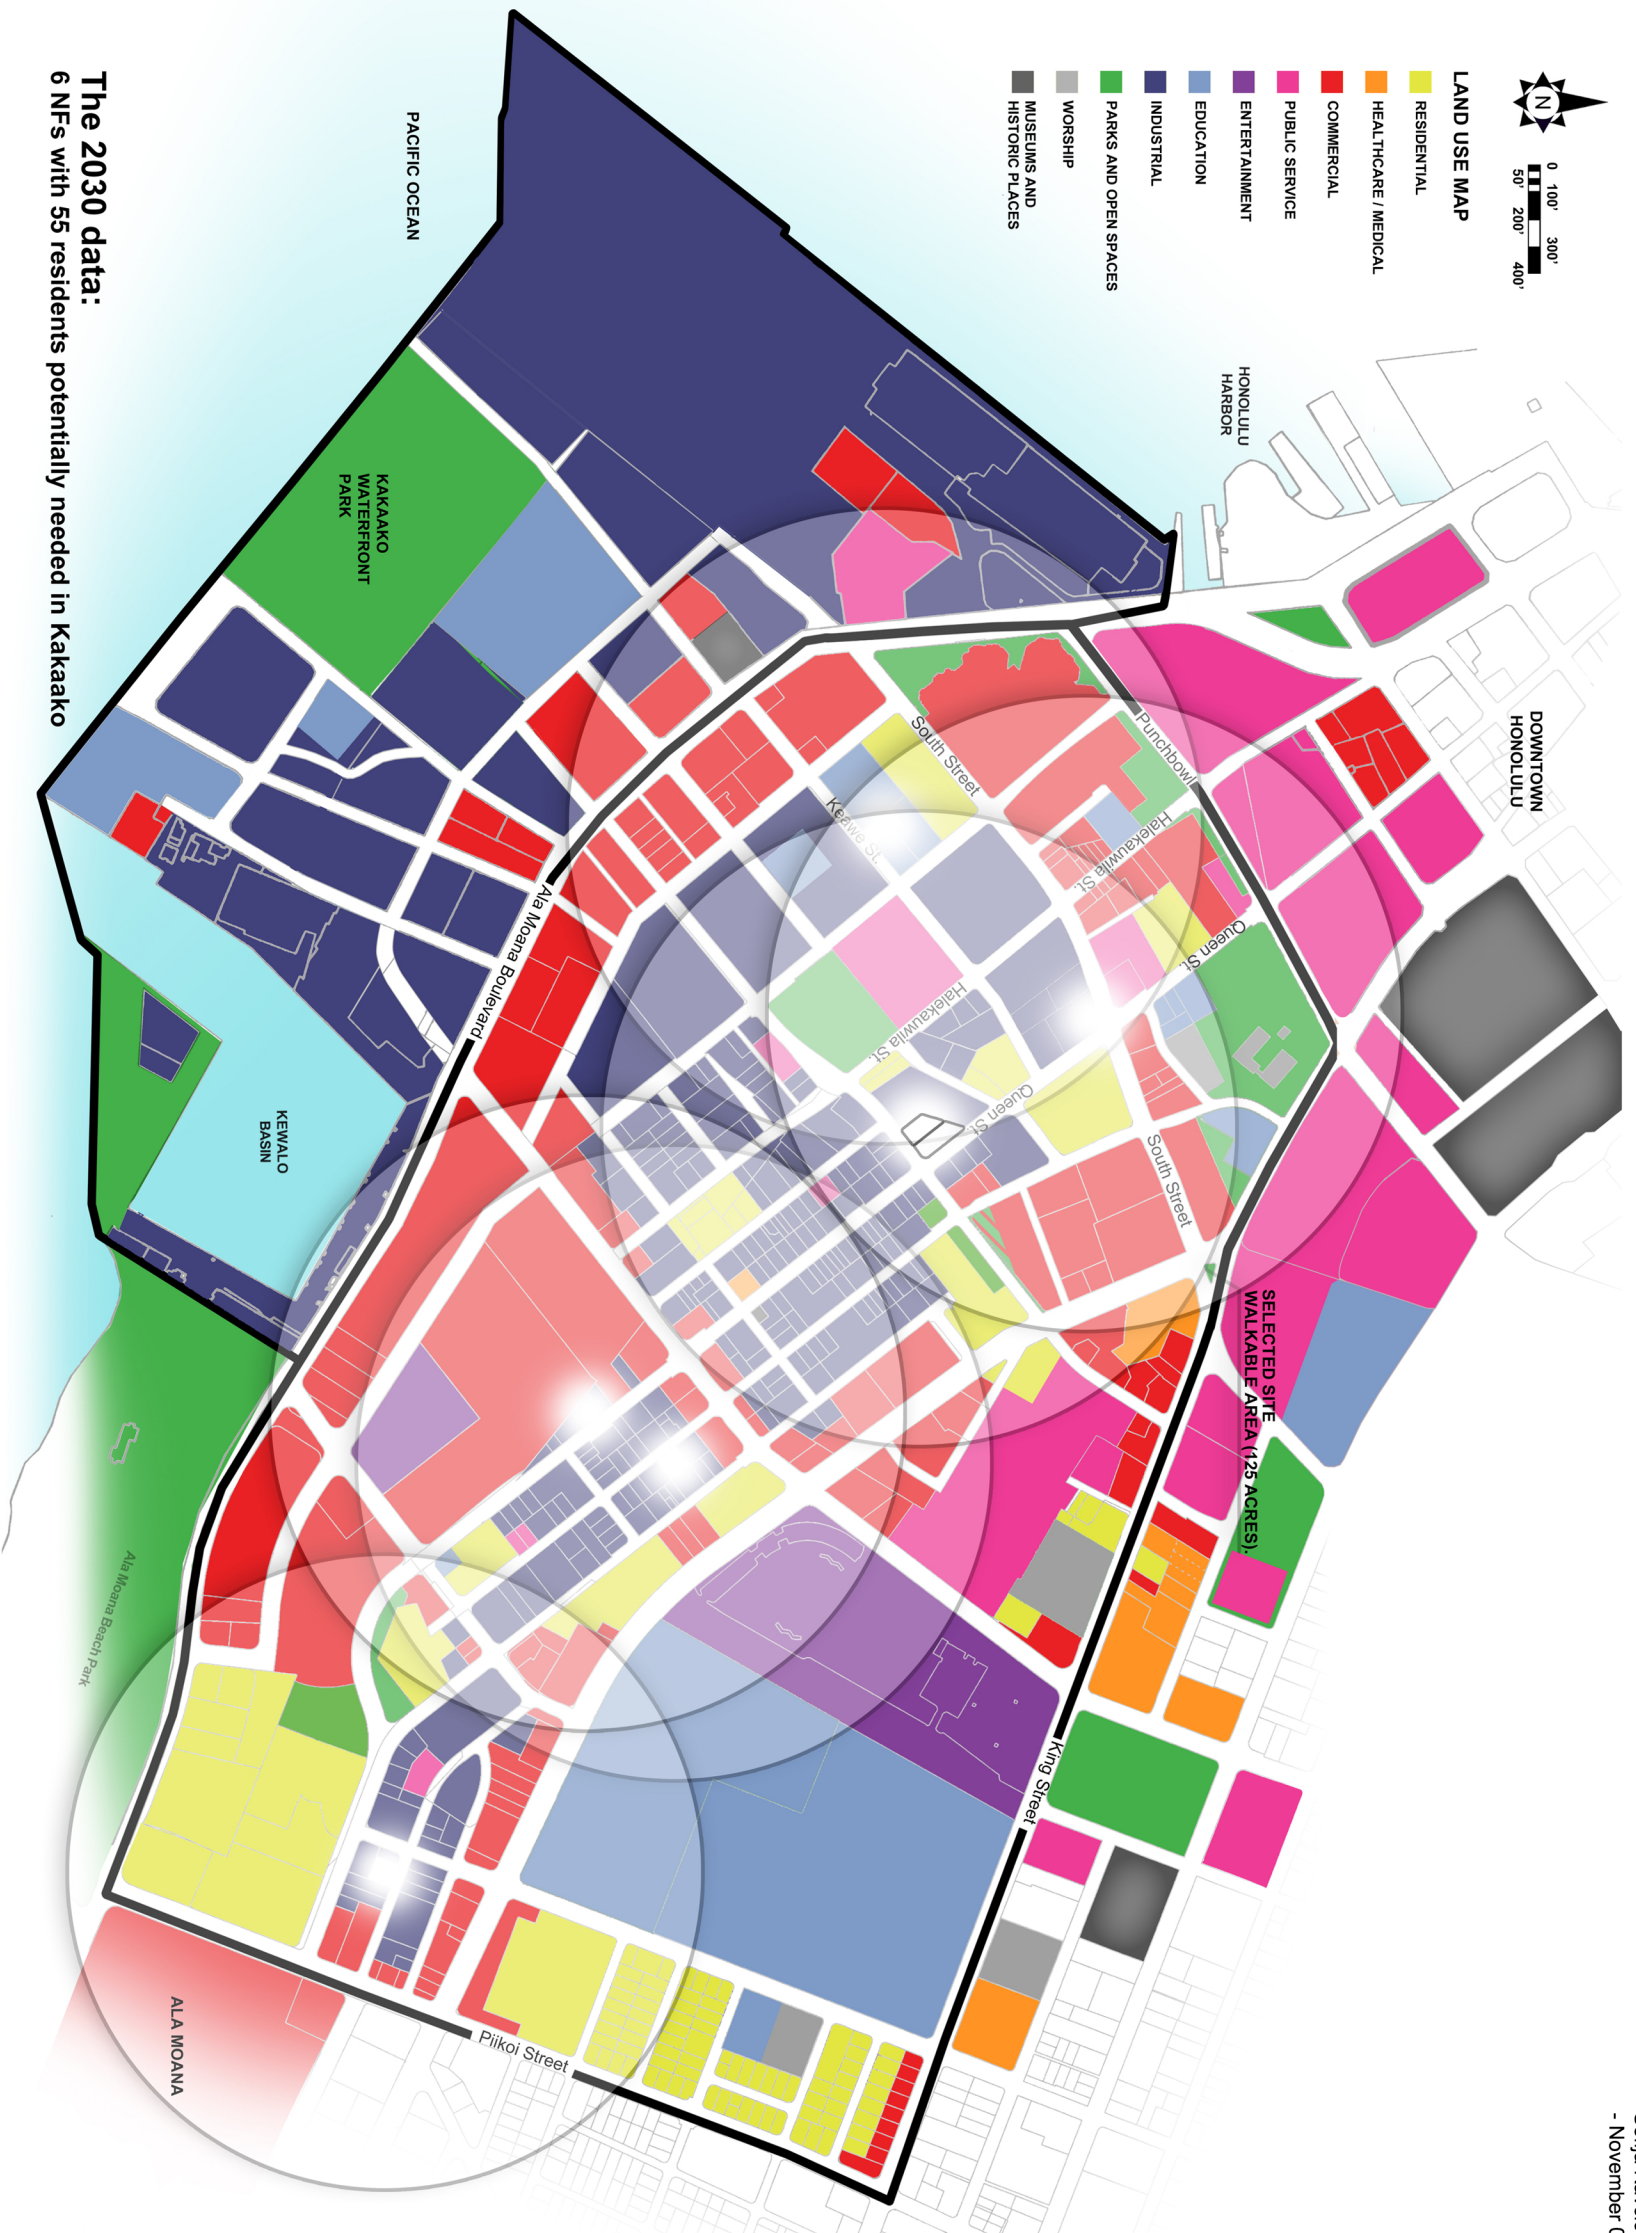 N
0 100' 300'
50' 200' 400'
LAND USE MAP
RESIDENTIAL
HEALTHCARE / MEDICAL
COMMERCIAL
PUBLIC SERVICE
ENTERTAINMENT
EDUCATION
INDUSTRIAL
PARKS AND OPEN SPACES
WORSHIP
MUSEUMS AND
HISTORIC PLACES
HONOLULU
HARBOR
DOWNTOWN
HONOLULU
PACIFIC OCEAN
KAKAAKO
WATERFRONT
PARK
South Street
Punchbowl
Keawe St.
Halekauwila St.
Queen St.
Ala Moana Boulevard
Halekauwila St.
Queen St.
South Street
KEWALO
BASIN
SELECTED SITE
WALKABLE AREA (125 ACRES).
Ala Moana Beach Park
King Street
Piikoi Street
ALA MOANA
The 2030 data:
6 NFs with 55 residents potentially needed in Kakaako
- November